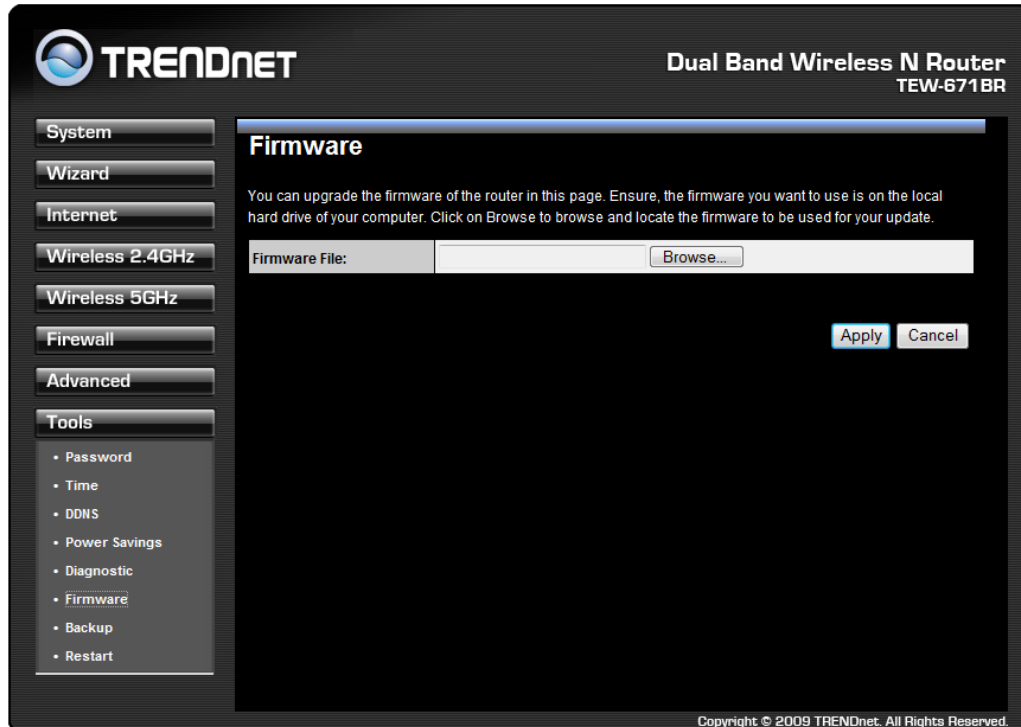 TRENDNET
Dual Band Wireless N Router
TEW-671BR
System
Wizard
Internet
Wireless 2.4GHz
Wireless 5GHz
Firewall
Advanced
Tools
• Password
• Time
• DDNS
• Power Savings
• Diagnostic
• Firmware
• Backup
• Restart
Firmware
You can upgrade the firmware of the router in this page. Ensure, the firmware you want to use is on the local
hard drive of your computer. Click on Browse to browse and locate the firmware to be used for your update.
Firmware File:
Browse...
Apply Cancel
Copyright © 2009 TRENDnet. All Rights Reserved.